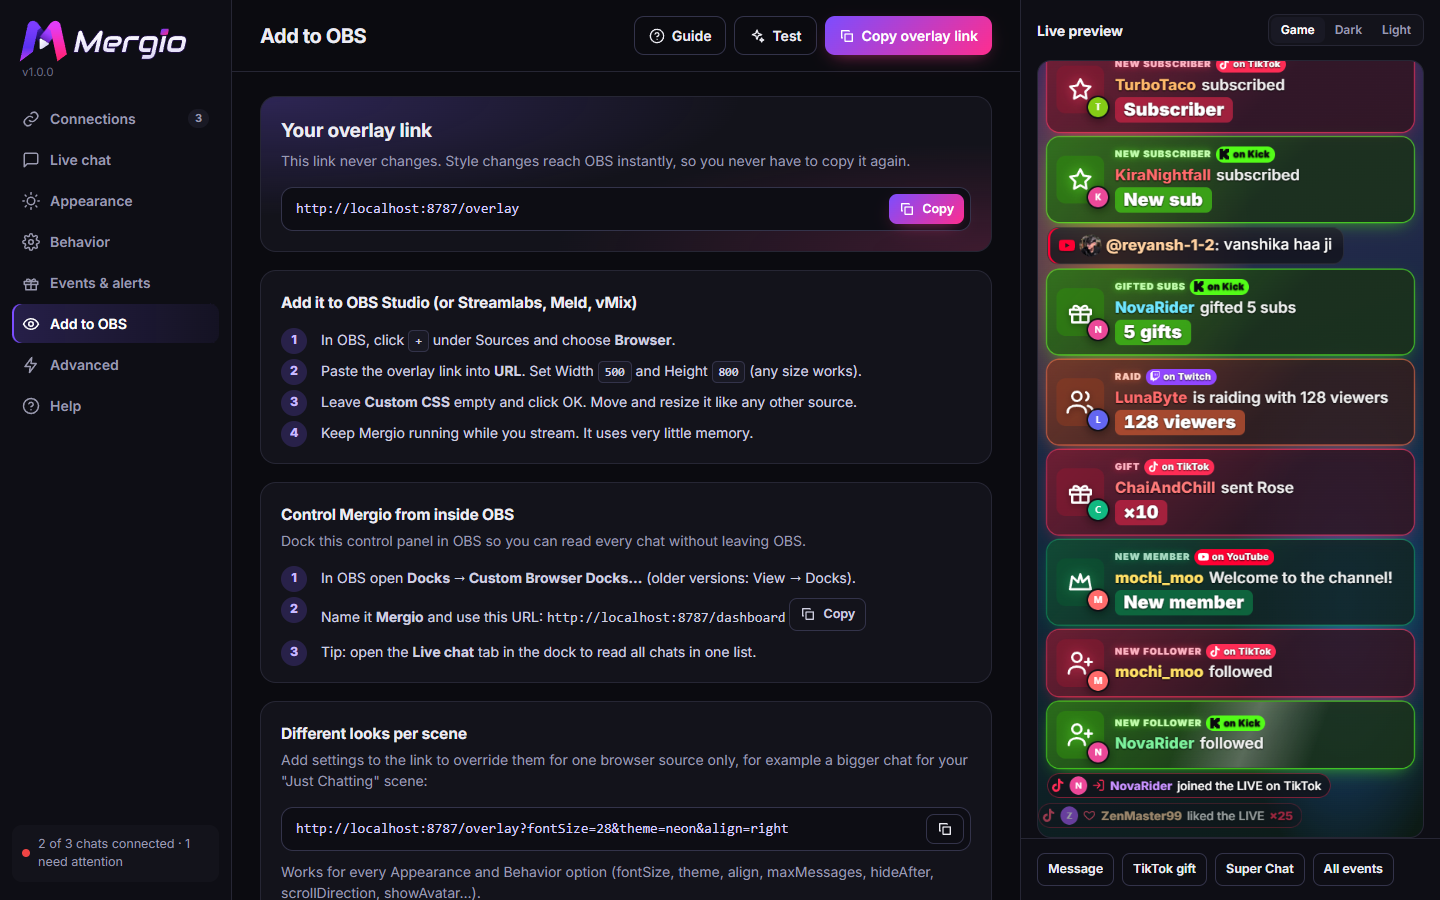 Mergio
v1.0.0
Connections 3
Live chat
Appearance
Behavior
Events & alerts
Add to OBS
Advanced
Help
2 of 3 chats connected · 1
need attention
Add to OBS
Guide
Test
Copy overlay link
Your overlay link
This link never changes. Style changes reach OBS instantly, so you never have to copy it again.
http://localhost:8787/overlay
Copy
Add it to OBS Studio (or Streamlabs, Meld, vMix)
1 In OBS, click + under Sources and choose Browser.
2 Paste the overlay link into URL. Set Width 500 and Height 800 (any size works).
3 Leave Custom CSS empty and click OK. Move and resize it like any other source.
4 Keep Mergio running while you stream. It uses very little memory.
Control Mergio from inside OBS
Dock this control panel in OBS so you can read every chat without leaving OBS.
1 In OBS open Docks → Custom Browser Docks... (older versions: View → Docks).
2 Name it Mergio and use this URL: http://localhost:8787/dashboard Copy
3 Tip: open the Live chat tab in the dock to read all chats in one list.
Different looks per scene
Add settings to the link to override them for one browser source only, for example a bigger chat for your
"Just Chatting" scene:
http://localhost:8787/overlay?fontSize=28&theme=neon&align=right
Works for every Appearance and Behavior option (fontSize, theme, align, maxMessages, hideAfter,
scrollDirection, showAvatar...).
Live preview
Game Dark Light
NEW SUBSCRIBER on TikTok
TurboTaco subscribed
Subscriber
T
NEW SUBSCRIBER on Kick
KiraNightfall subscribed
New sub
K
@reyansh-1-2: vanshika haa ji
GIFTED SUBS on Kick
NovaRider gifted 5 subs
5 gifts
N
RAID on Twitch
LunaByte is raiding with 128 viewers
128 viewers
L
GIFT on TikTok
ChaiAndChill sent Rose
×10
C
NEW MEMBER on YouTube
mochi_moo Welcome to the channel!
New member
M
NEW FOLLOWER on TikTok
mochi_moo followed
M
NEW FOLLOWER on Kick
NovaRider followed
N
N NovaRider joined the LIVE on TikTok
Z ZenMaster99 liked the LIVE ×25
Message
TikTok gift
Super Chat
All events